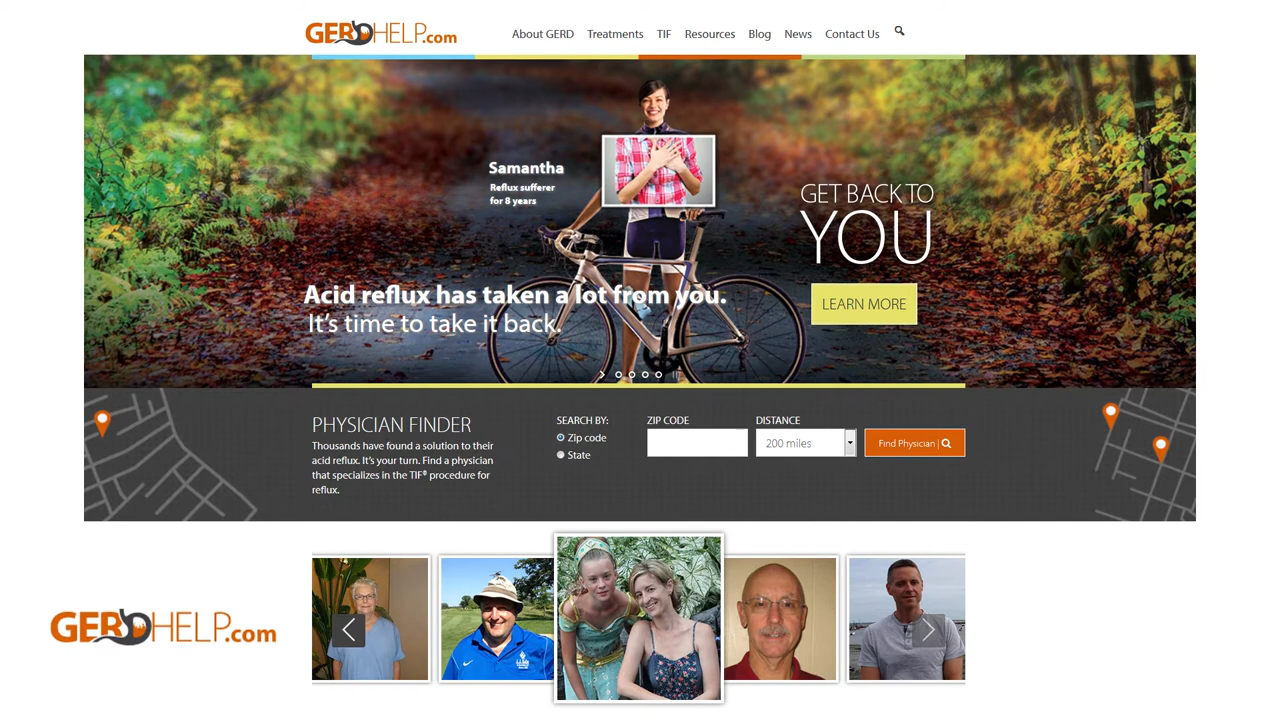 GERDHELP.com
About GERD Treatments TIF Resources Blog News Contact Us
Samantha
Reflux sufferer
for 8 years
GET BACK TO
YOU
LEARN MORE
Acid reflux has taken a lot from you.
It's time to take it back.
PHYSICIAN FINDER
Thousands have found a solution to their
acid reflux. It's your turn. Find a physician
that specializes in the TIF® procedure for
reflux.
SEARCH BY:
Zip code
State
ZIP CODE
DISTANCE
200 miles
Find Physician |
GERDHELP.com